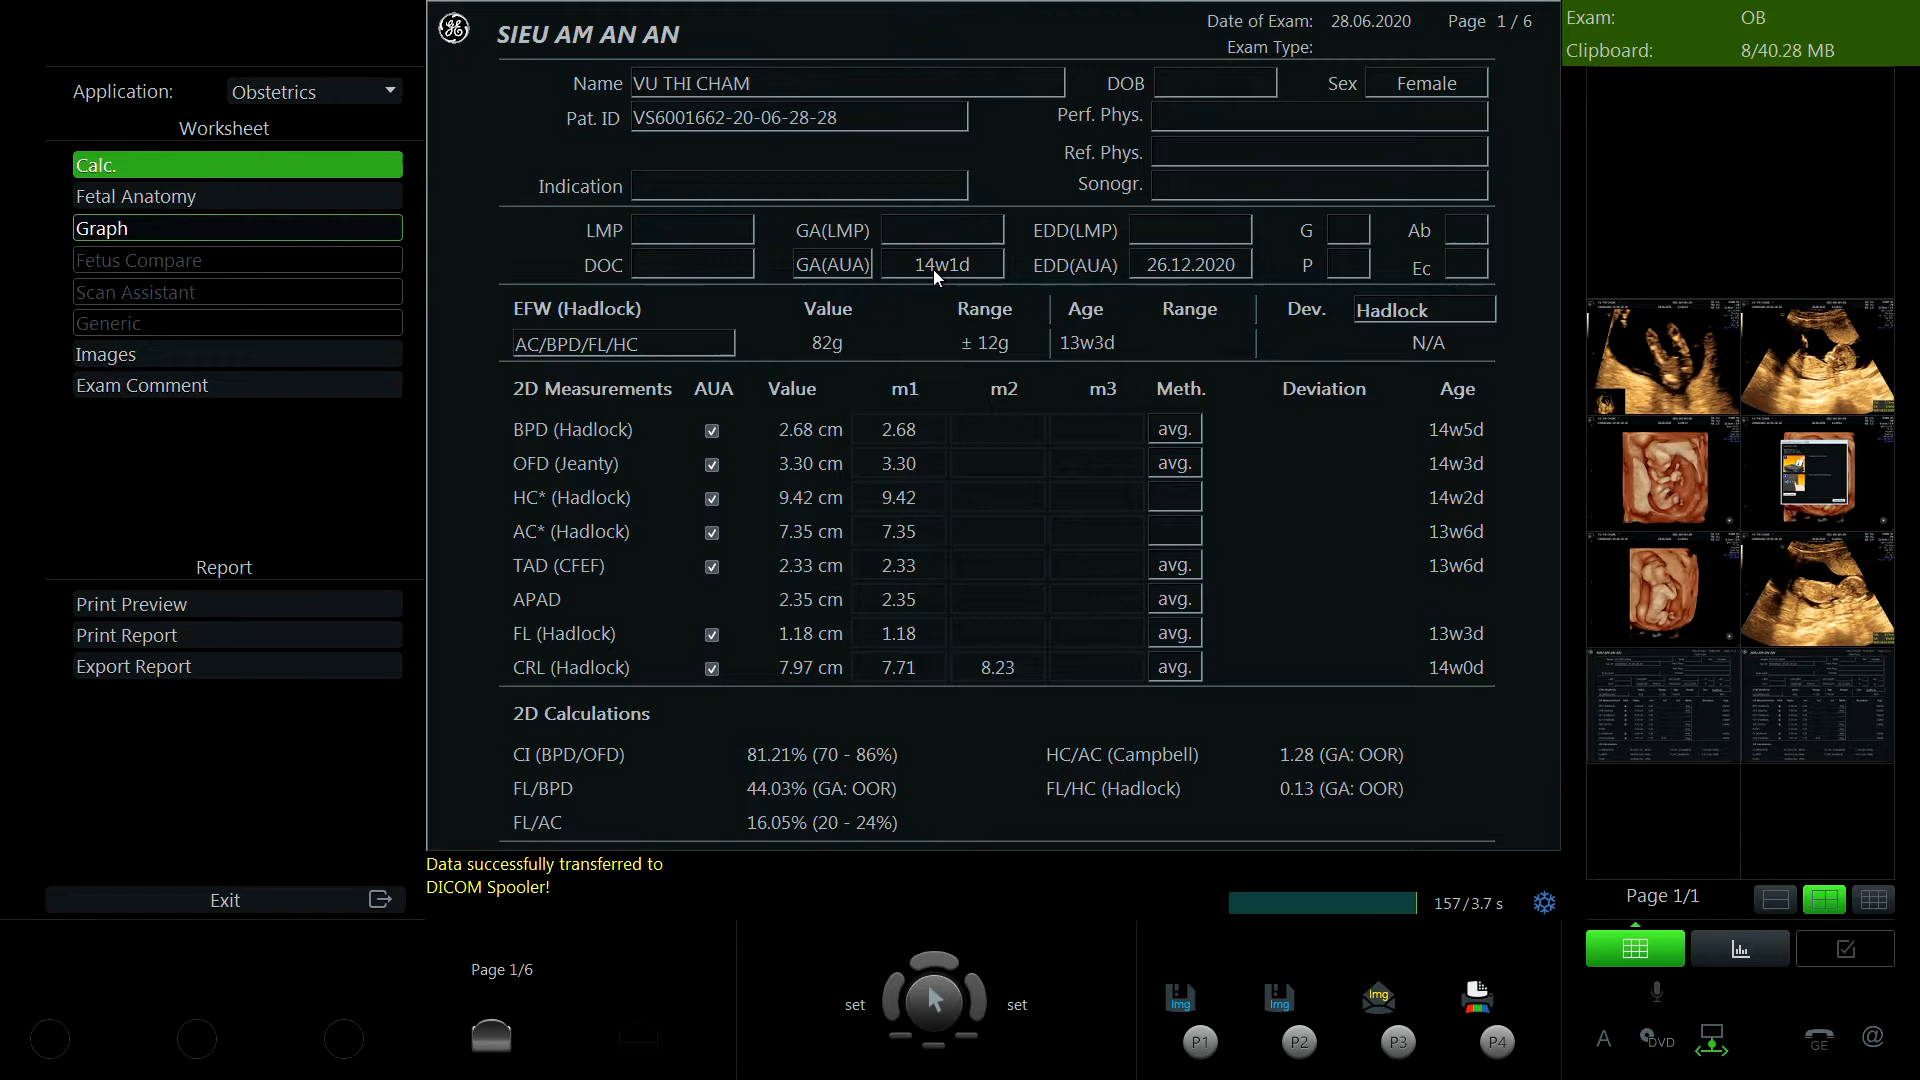 SIEU AM AN AN
Date of Exam: 28.06.2020 Page 1 / 6
Exam Type:
Exam: OB
Clipboard: 8/40.28 MB
Application: Obstetrics
Worksheet
Calc.
Fetal Anatomy
Graph
Fetus Compare
Scan Assistant
Generic
Images
Exam Comment
Report
Print Preview
Print Report
Export Report
Exit
Name VU THI CHAM DOB Sex Female
Pat. ID VS6001662-20-06-28-28 Perf. Phys.
Ref. Phys.
Indication Sonogr.
LMP GA(LMP) EDD(LMP) G Ab
DOC GA(AUA) 14w1d EDD(AUA) 26.12.2020 P Ec
EFW (Hadlock) Value Range Age Range Dev. Hadlock
AC/BPD/FL/HC 82g ± 12g 13w3d N/A
2D Measurements AUA Value m1 m2 m3 Meth. Deviation Age
BPD (Hadlock) 2.68 cm 2.68 avg. 14w5d
OFD (Jeanty) 3.30 cm 3.30 avg. 14w3d
HC* (Hadlock) 9.42 cm 9.42 14w2d
AC* (Hadlock) 7.35 cm 7.35 13w6d
TAD (CFEF) 2.33 cm 2.33 avg. 13w6d
APAD 2.35 cm 2.35 avg.
FL (Hadlock) 1.18 cm 1.18 avg. 13w3d
CRL (Hadlock) 7.97 cm 7.71 8.23 avg. 14w0d
2D Calculations
CI (BPD/OFD) 81.21% (70 - 86%) HC/AC (Campbell) 1.28 (GA: OOR)
FL/BPD 44.03% (GA: OOR) FL/HC (Hadlock) 0.13 (GA: OOR)
FL/AC 16.05% (20 - 24%)
Data successfully transferred to
DICOM Spooler!
157/3.7 s
Page 1/1
Page 1/6
set set
Img Img Img
P1 P2 P3 P4
A DVD GE @